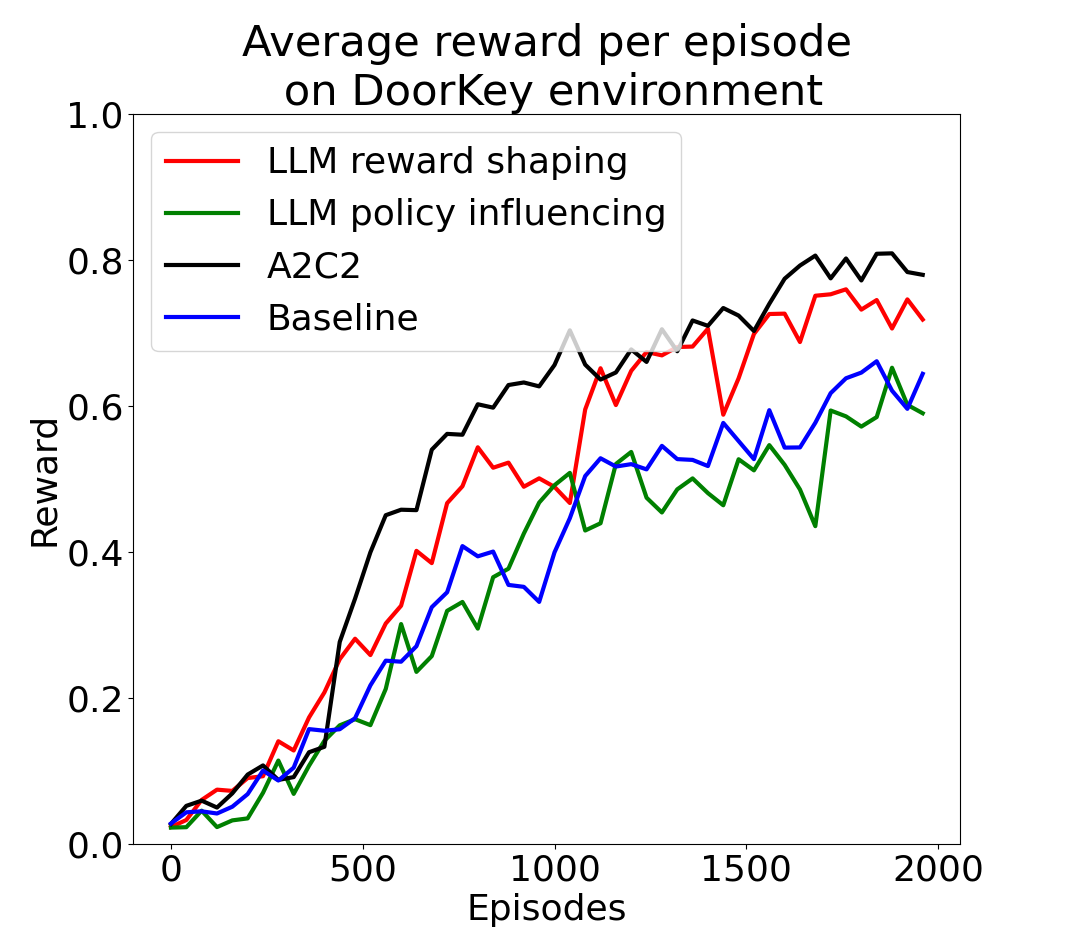 Average reward per episode
on DoorKey environment
1.0
0.8
0.6
0.4
0.2
0.0
Reward
LLM reward shaping
LLM policy influencing
A2C2
Baseline
0
500
1000
1500
2000
Episodes